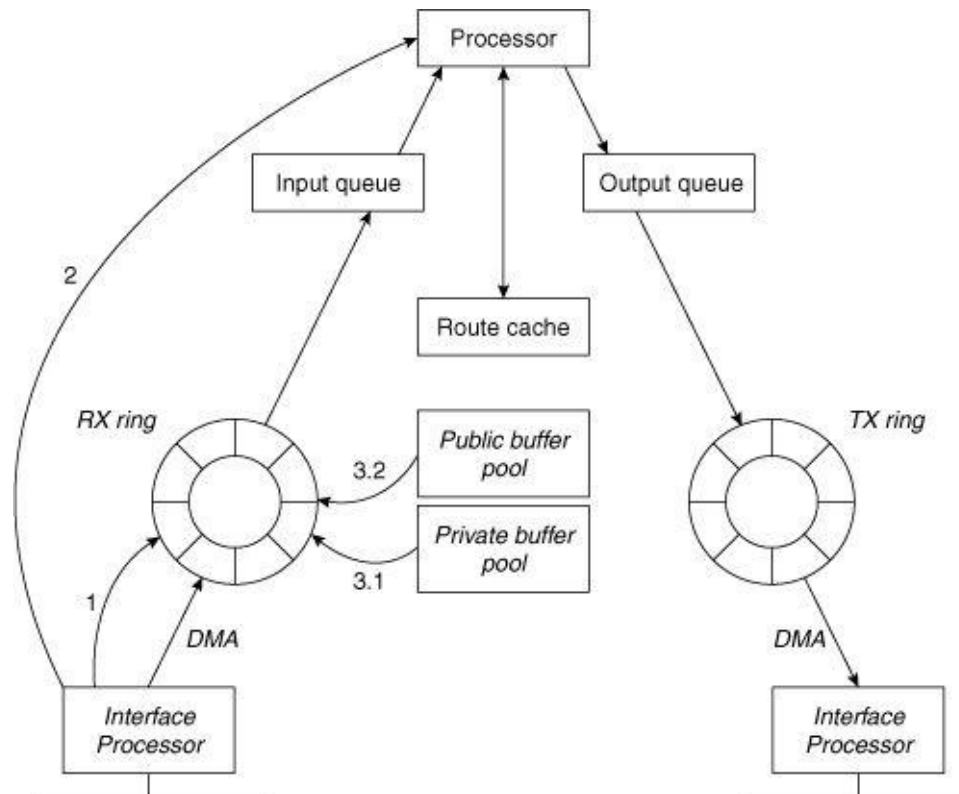 Processor
Input queue
Output queue
2
Route cache
RX ring
TX ring
Public buffer
pool
3.2
Private buffer
pool
3.1
1
DMA
DMA
Interface
Processor
Interface
Processor